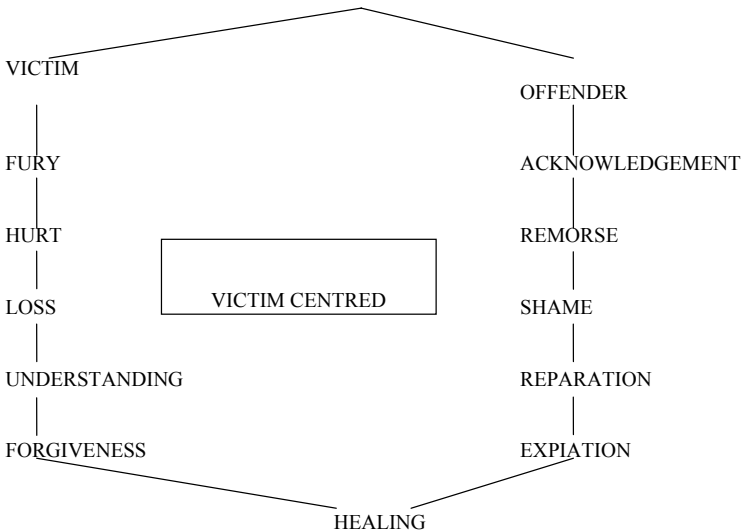 VICTIM
OFFENDER
FURY
ACKNOWLEDGEMENT
HURT
REMORSE
VICTIM CENTRED
LOSS
SHAME
UNDERSTANDING
REPARATION
FORGIVENESS
EXPIATION
HEALING